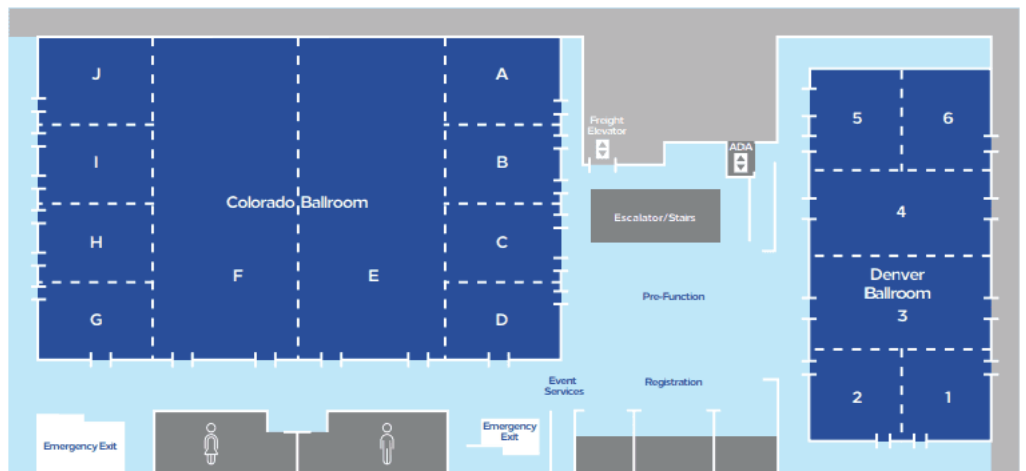 J
A
5
6
Freight
Elevator
ADA
I
B
Colorado Ballroom
4
Escalator/Stairs
H
C
F
E
Denver
Ballroom
3
Pre-Function
G
D
Event
Services
Registration
2
1
Emergency Exit
Emergency
Exit